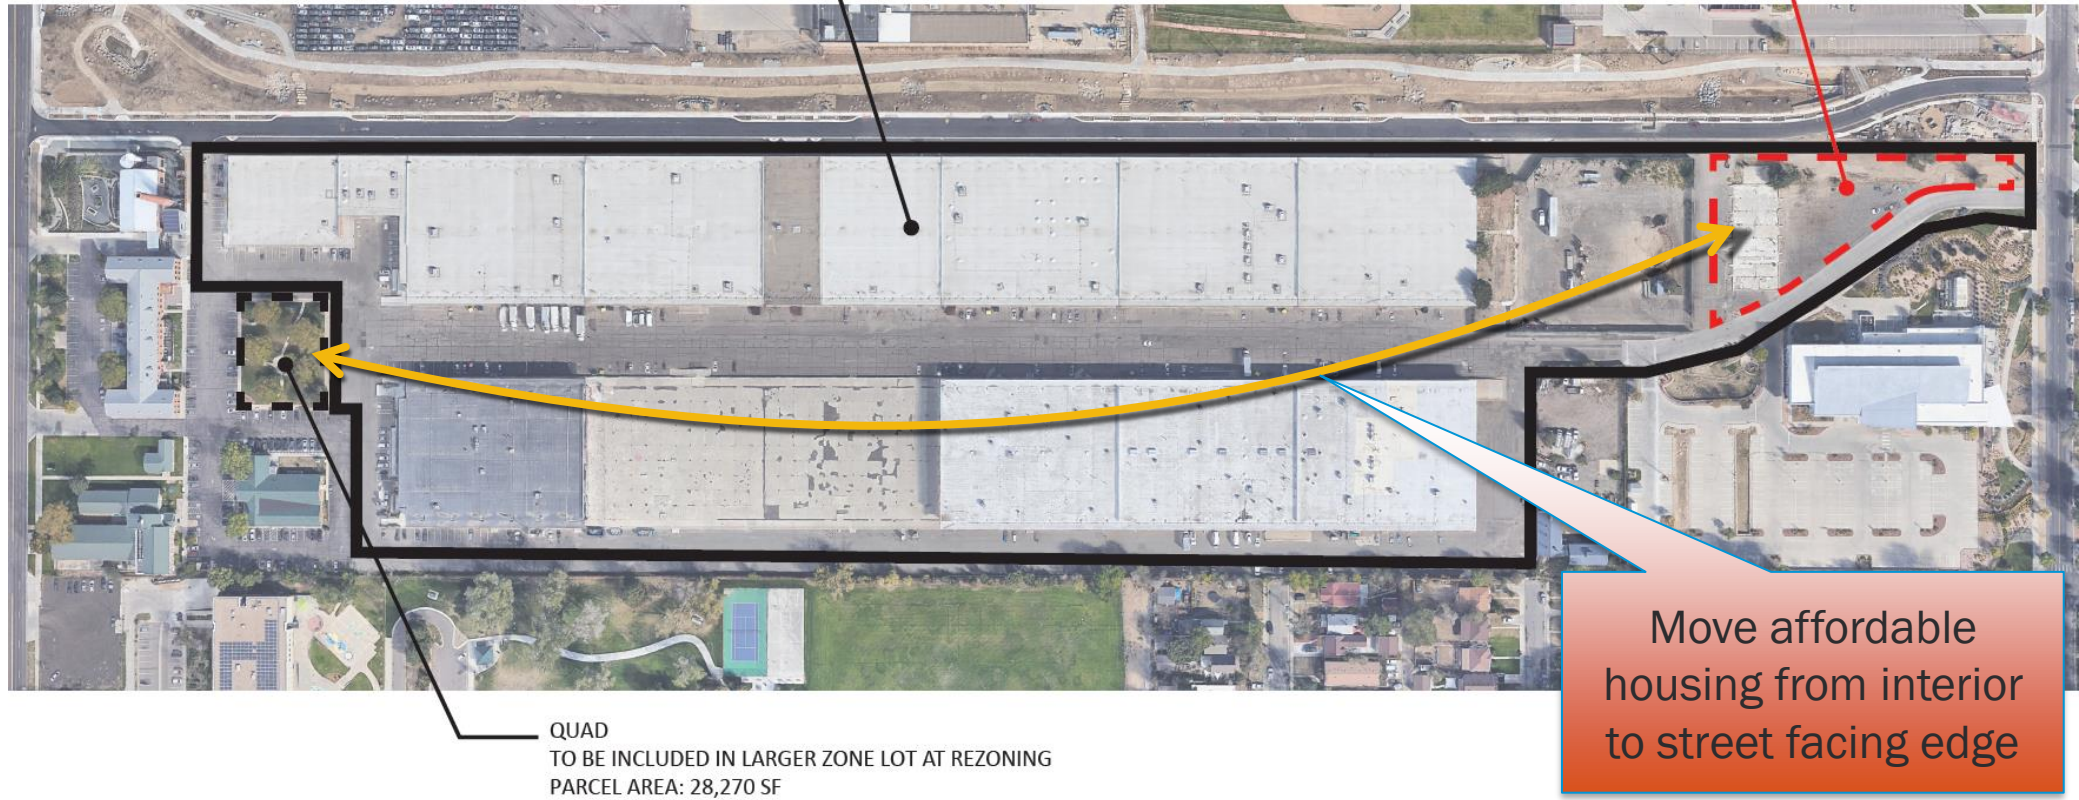 QUAD
TO BE INCLUDED IN LARGER ZONE LOT AT REZONING
PARCEL AREA: 28,270 SF
Move affordable
housing from interior
to street facing edge